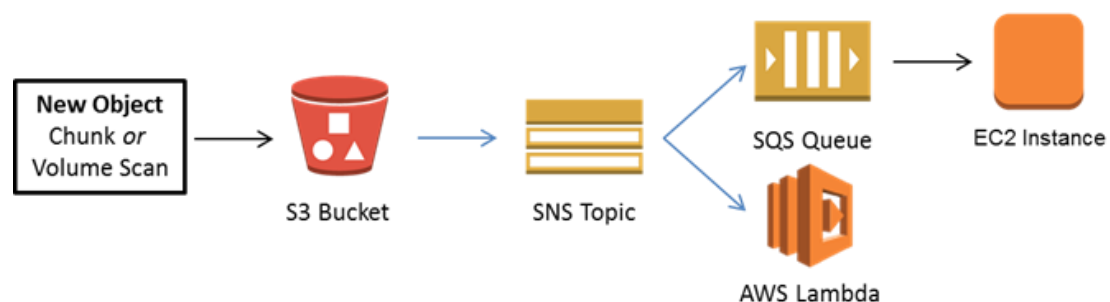 New Object
Chunk or
Volume Scan
S3 Bucket
SNS Topic
SQS Queue
EC2 Instance
AWS Lambda